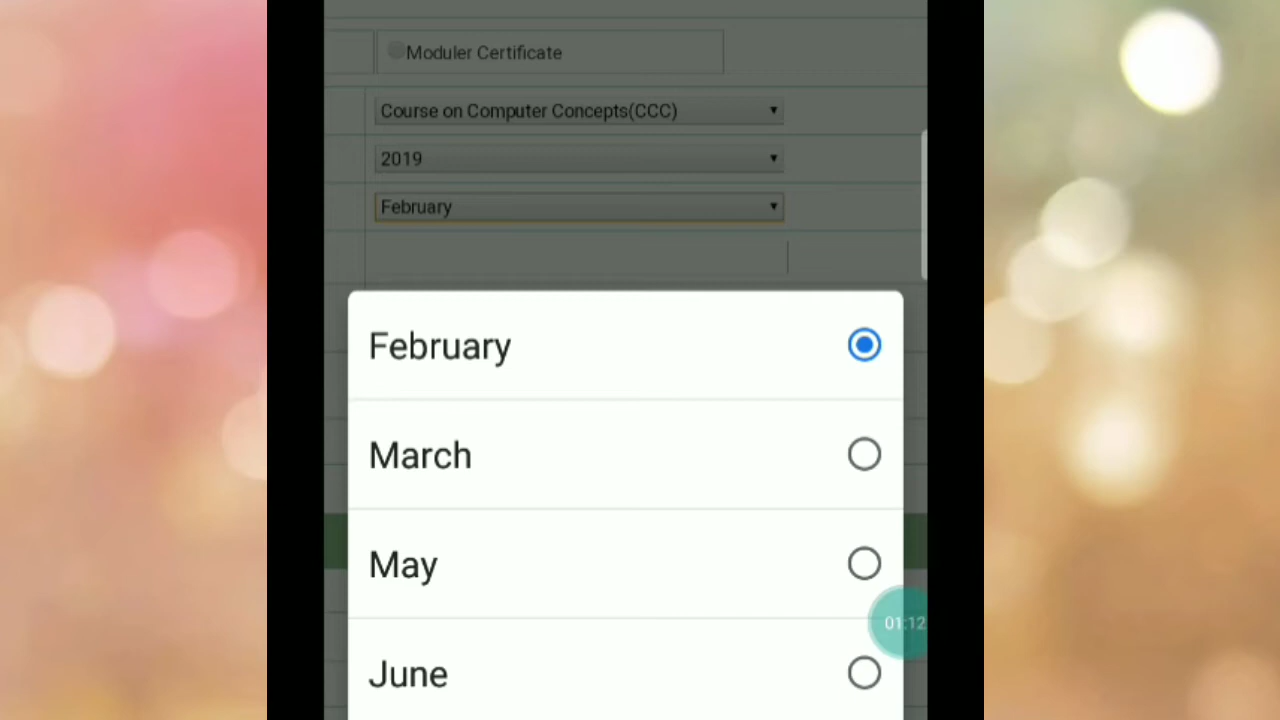 Moduler Certificate
Course on Computer Concepts(CCC)
2019
February
February
March
May
June
01:12